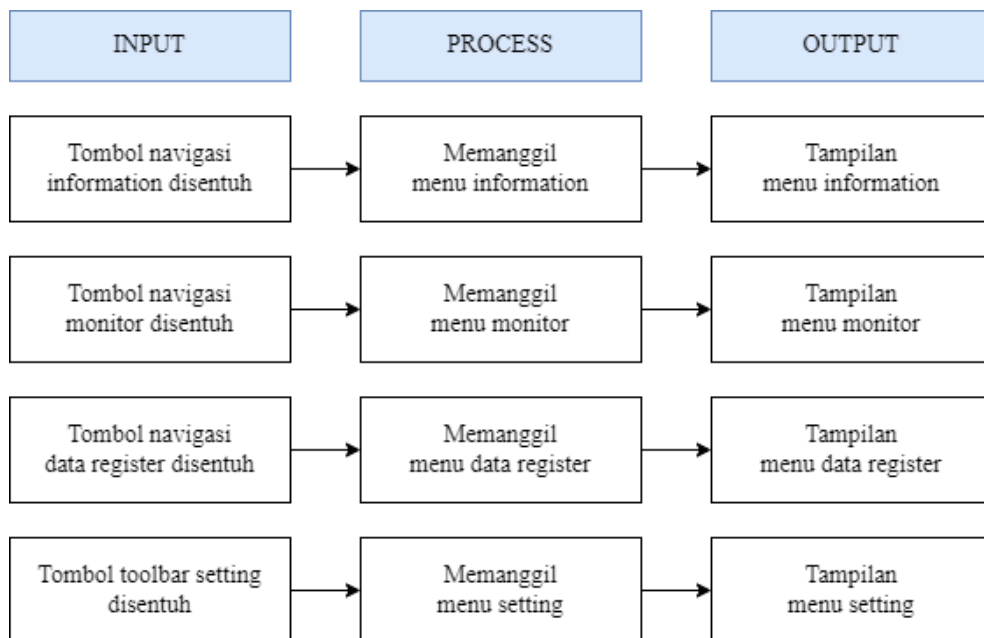 INPUT
PROCESS
OUTPUT
Tombol navigasi
information disentuh
Memanggil
menu information
Tampilan
menu information
Tombol navigasi
monitor disentuh
Memanggil
menu monitor
Tampilan
menu monitor
Tombol navigasi
data register disentuh
Memanggil
menu data register
Tampilan
menu data register
Tombol toolbar setting
disentuh
Memanggil
menu setting
Tampilan
menu setting